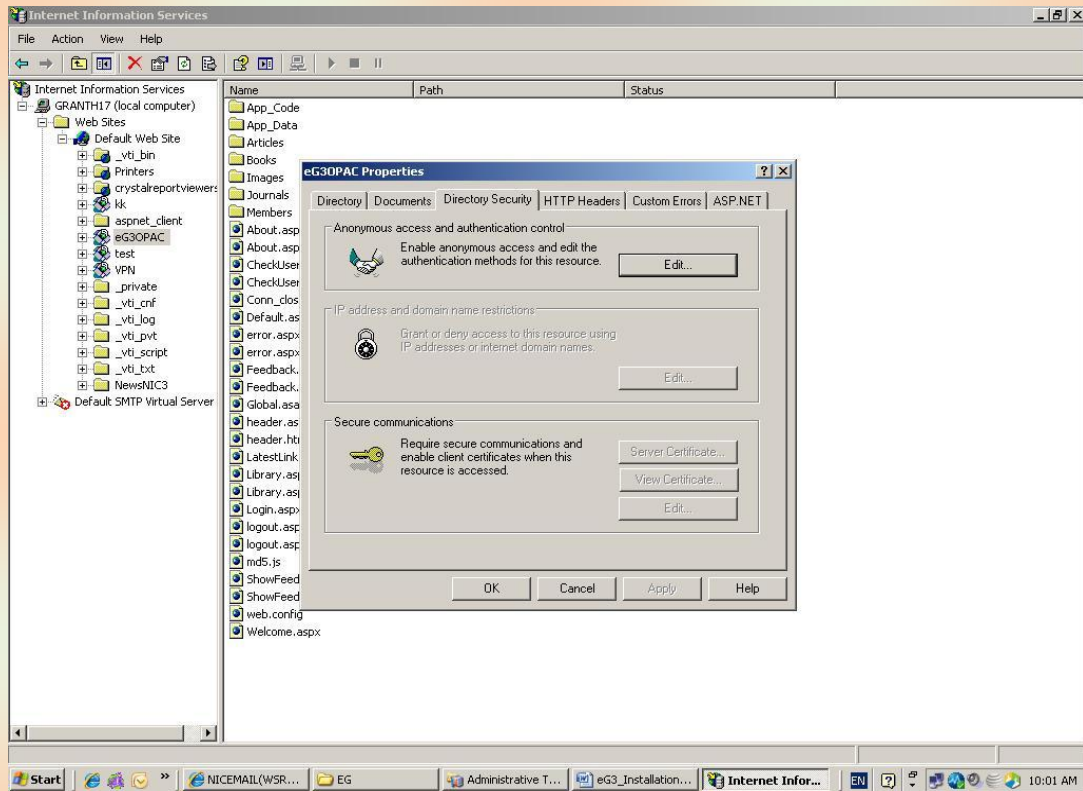 Internet Information Services
File Action View Help
Internet Information Services
GRANTH17 (local computer)
Web Sites
Default Web Site
_vti_bin
Printers
crystalreportviewers
kk
aspnet_client
eG3OPAC
test
VPN
_private
_vti_cnf
_vti_log
_vti_pvt
_vti_script
_vti_txt
NewsNIC3
Default SMTP Virtual Server
Name Path Status
App_Code
App_Data
Articles
Books
Images
Journals
Members
About.asp
About.asp
CheckUser
CheckUser
Conn_clos
Default.as
error.aspx
error.aspx
Feedback.
Feedback.
Global.asa
header.as
header.htm
LatestLink
Library.asp
Library.asp
Login.aspx
logout.asp
logout.asp
md5.js
ShowFeed
ShowFeed
web.config
Welcome.aspx
eG3OPAC Properties
Directory Documents Directory Security HTTP Headers Custom Errors ASP.NET
Anonymous access and authentication control
Enable anonymous access and edit the
authentication methods for this resource.
Edit...
IP address and domain name restrictions
Grant or deny access to this resource using
IP addresses or internet domain names.
Edit...
Secure communications
Require secure communications and
enable client certificates when this
resource is accessed.
Server Certificate...
View Certificate...
Edit...
OK Cancel Apply Help
Start » NICEMAIL(WSR... EG Administrative T... eG3_Installation... Internet Infor... EN 10:01 AM